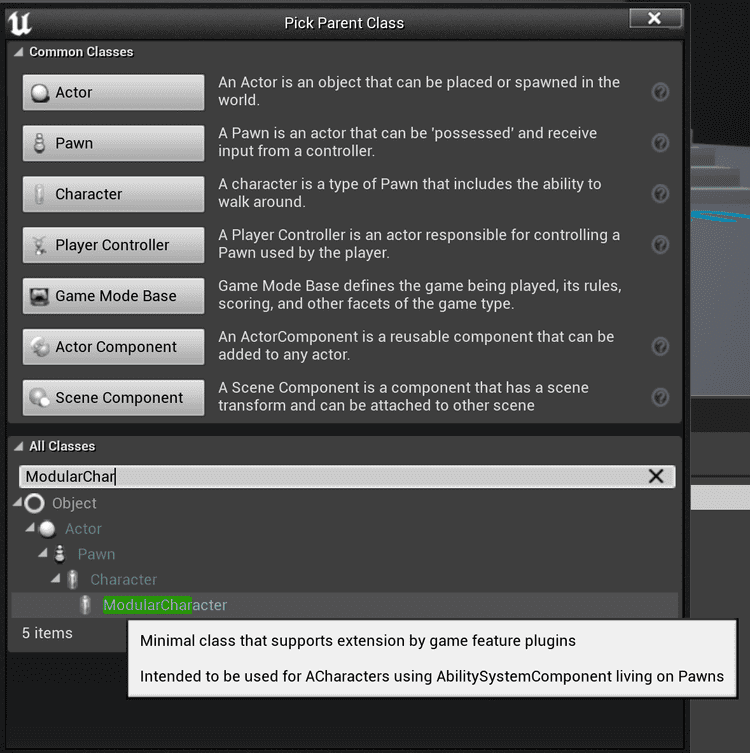 Pick Parent Class
Common Classes
Actor
An Actor is an object that can be placed or spawned in the
world.
Pawn
A Pawn is an actor that can be 'possessed' and receive
input from a controller.
Character
A character is a type of Pawn that includes the ability to
walk around.
Player Controller
A Player Controller is an actor responsible for controlling a
Pawn used by the player.
Game Mode Base
Game Mode Base defines the game being played, its rules,
scoring, and other facets of the game type.
Actor Component
An ActorComponent is a reusable component that can be
added to any actor.
Scene Component
A Scene Component is a component that has a scene
transform and can be attached to other scene
All Classes
ModularChar
Object
Actor
Pawn
Character
ModularCharacter
5 items
Minimal class that supports extension by game feature plugins
Intended to be used for ACharacters using AbilitySystemComponent living on Pawns